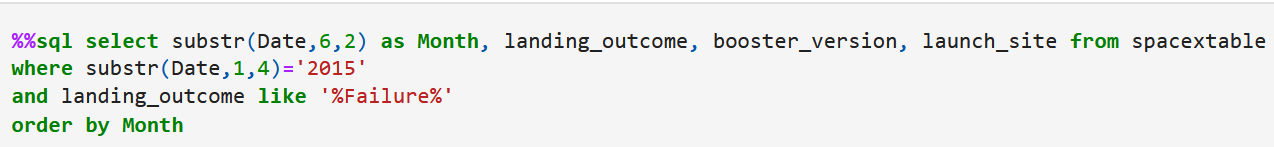 %%sql select substr(Date,6,2) as Month, landing_outcome, booster_version, launch_site from spacextable
where substr(Date,1,4)='2015'
and landing_outcome like '%Failure%'
order by Month